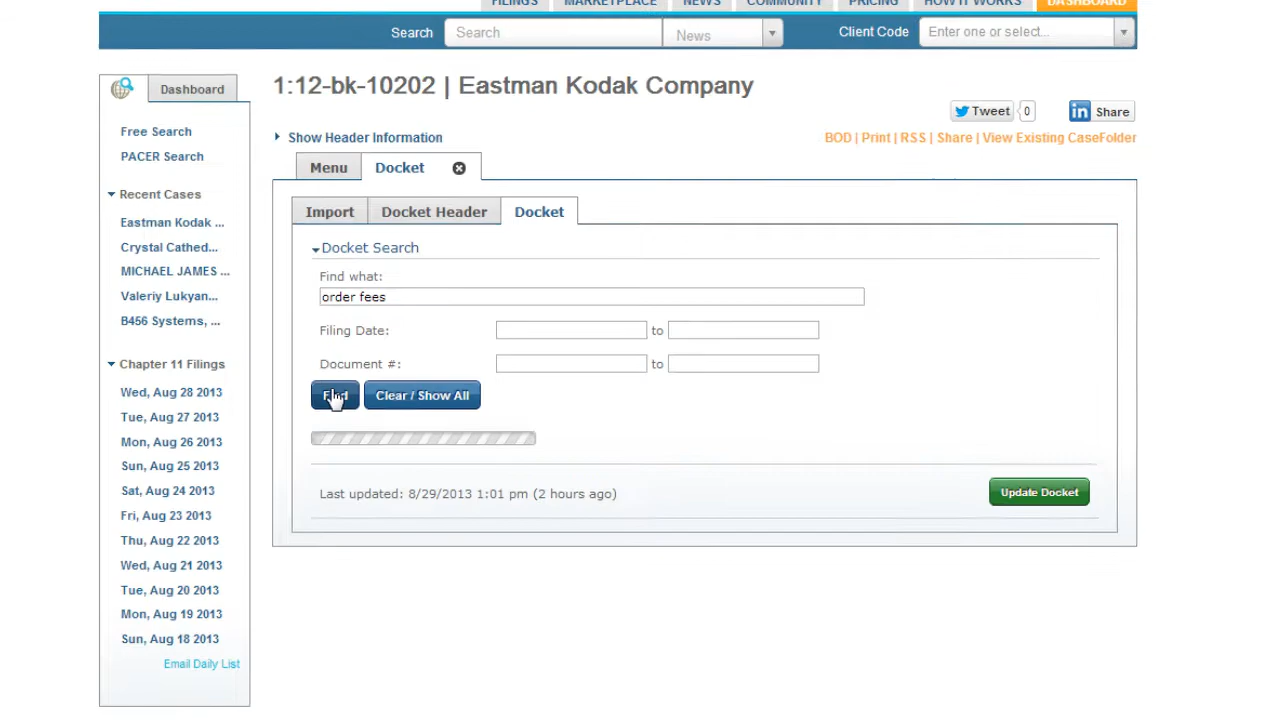 FILINGS MARKETPLACE NEWS COMMUNITY PRICING HOW IT WORKS DASHBOARD
Search Search News Client Code Enter one or select...
Dashboard
Free Search
PACER Search
Recent Cases
Eastman Kodak ...
Crystal Cathed...
MICHAEL JAMES ...
Valeriy Lukyan...
B456 Systems, ...
Chapter 11 Filings
Wed, Aug 28 2013
Tue, Aug 27 2013
Mon, Aug 26 2013
Sun, Aug 25 2013
Sat, Aug 24 2013
Fri, Aug 23 2013
Thu, Aug 22 2013
Wed, Aug 21 2013
Tue, Aug 20 2013
Mon, Aug 19 2013
Sun, Aug 18 2013
Email Daily List
1:12-bk-10202 | Eastman Kodak Company
Tweet 0 in Share
Show Header Information
BOD | Print | RSS | Share | View Existing CaseFolder
Menu Docket
Import Docket Header Docket
Docket Search
Find what:
order fees
Filing Date: to
Document #: to
Find Clear / Show All
Last updated: 8/29/2013 1:01 pm (2 hours ago) Update Docket